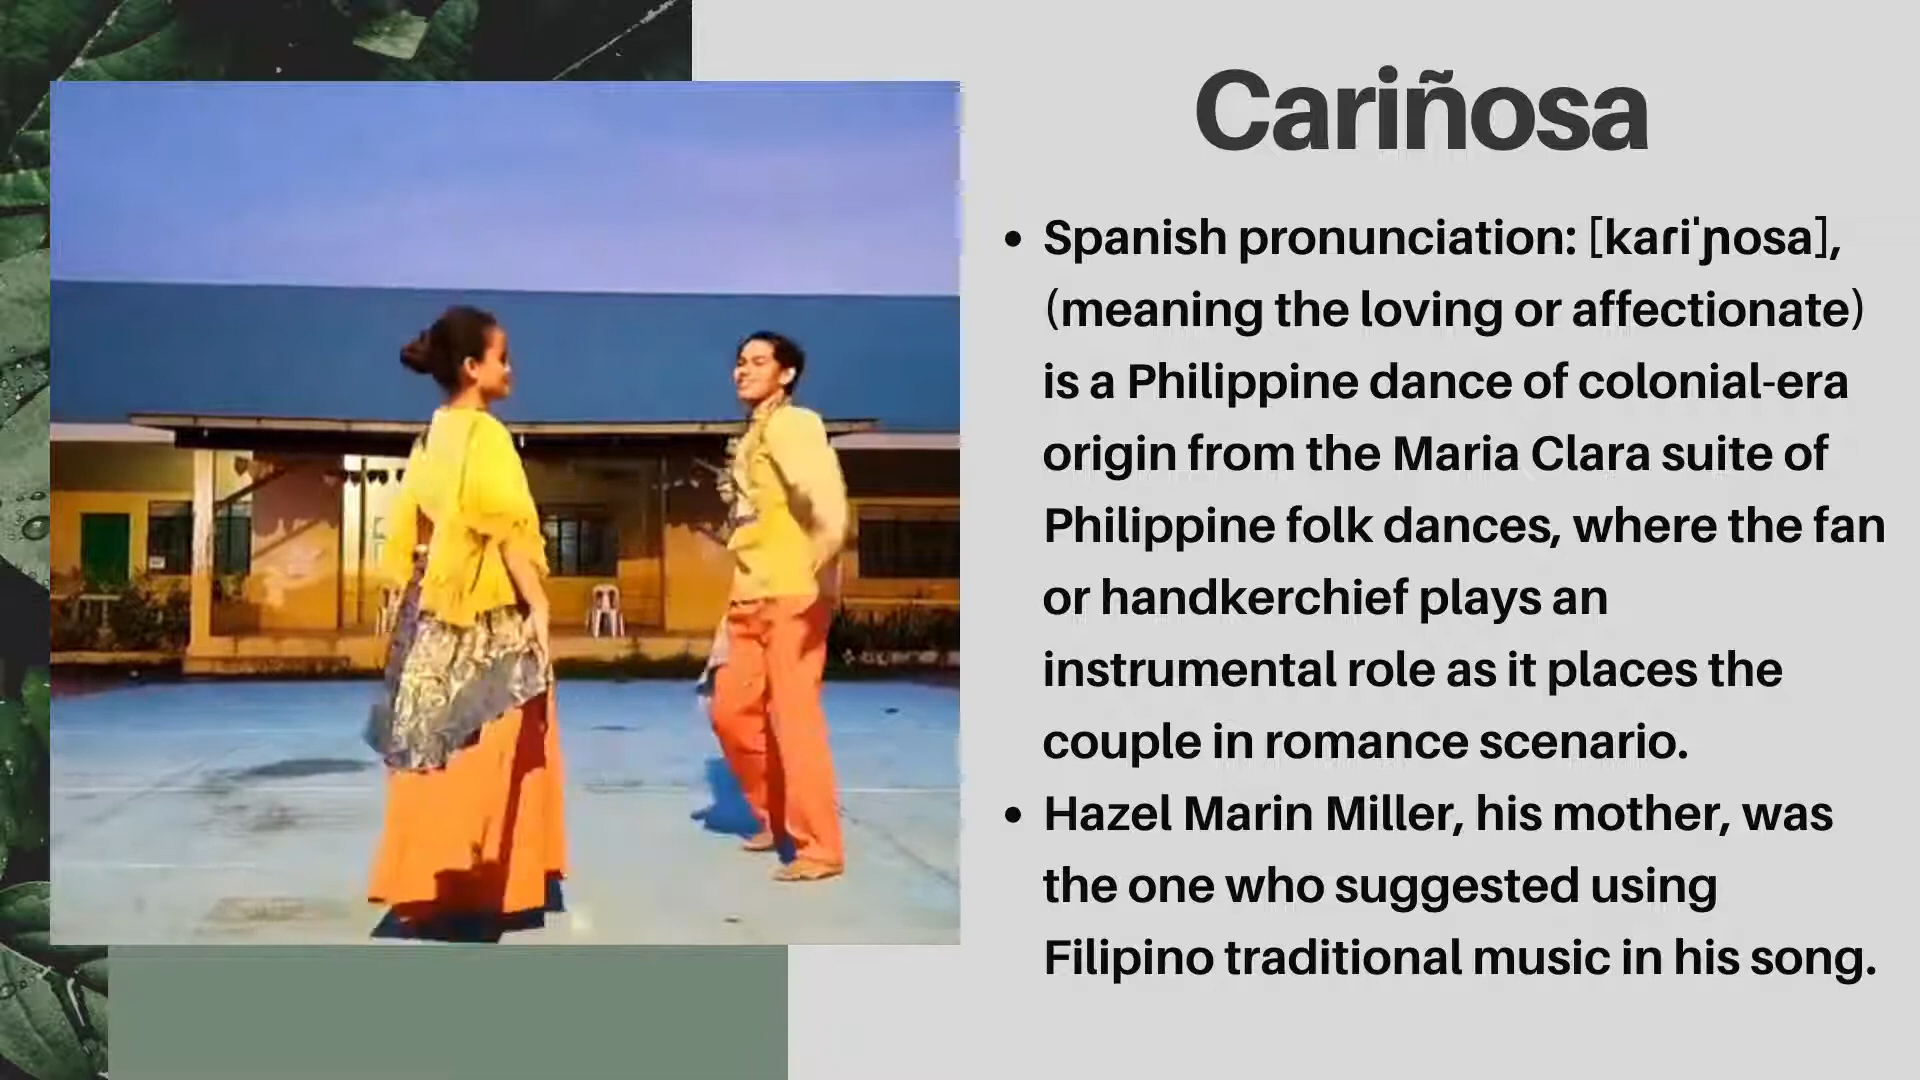 Cariñosa
• Spanish pronunciation: [kaɾiˈɲosa],
(meaning the loving or affectionate)
is a Philippine dance of colonial-era
origin from the Maria Clara suite of
Philippine folk dances, where the fan
or handkerchief plays an
instrumental role as it places the
couple in romance scenario.
• Hazel Marin Miller, his mother, was
the one who suggested using
Filipino traditional music in his song.